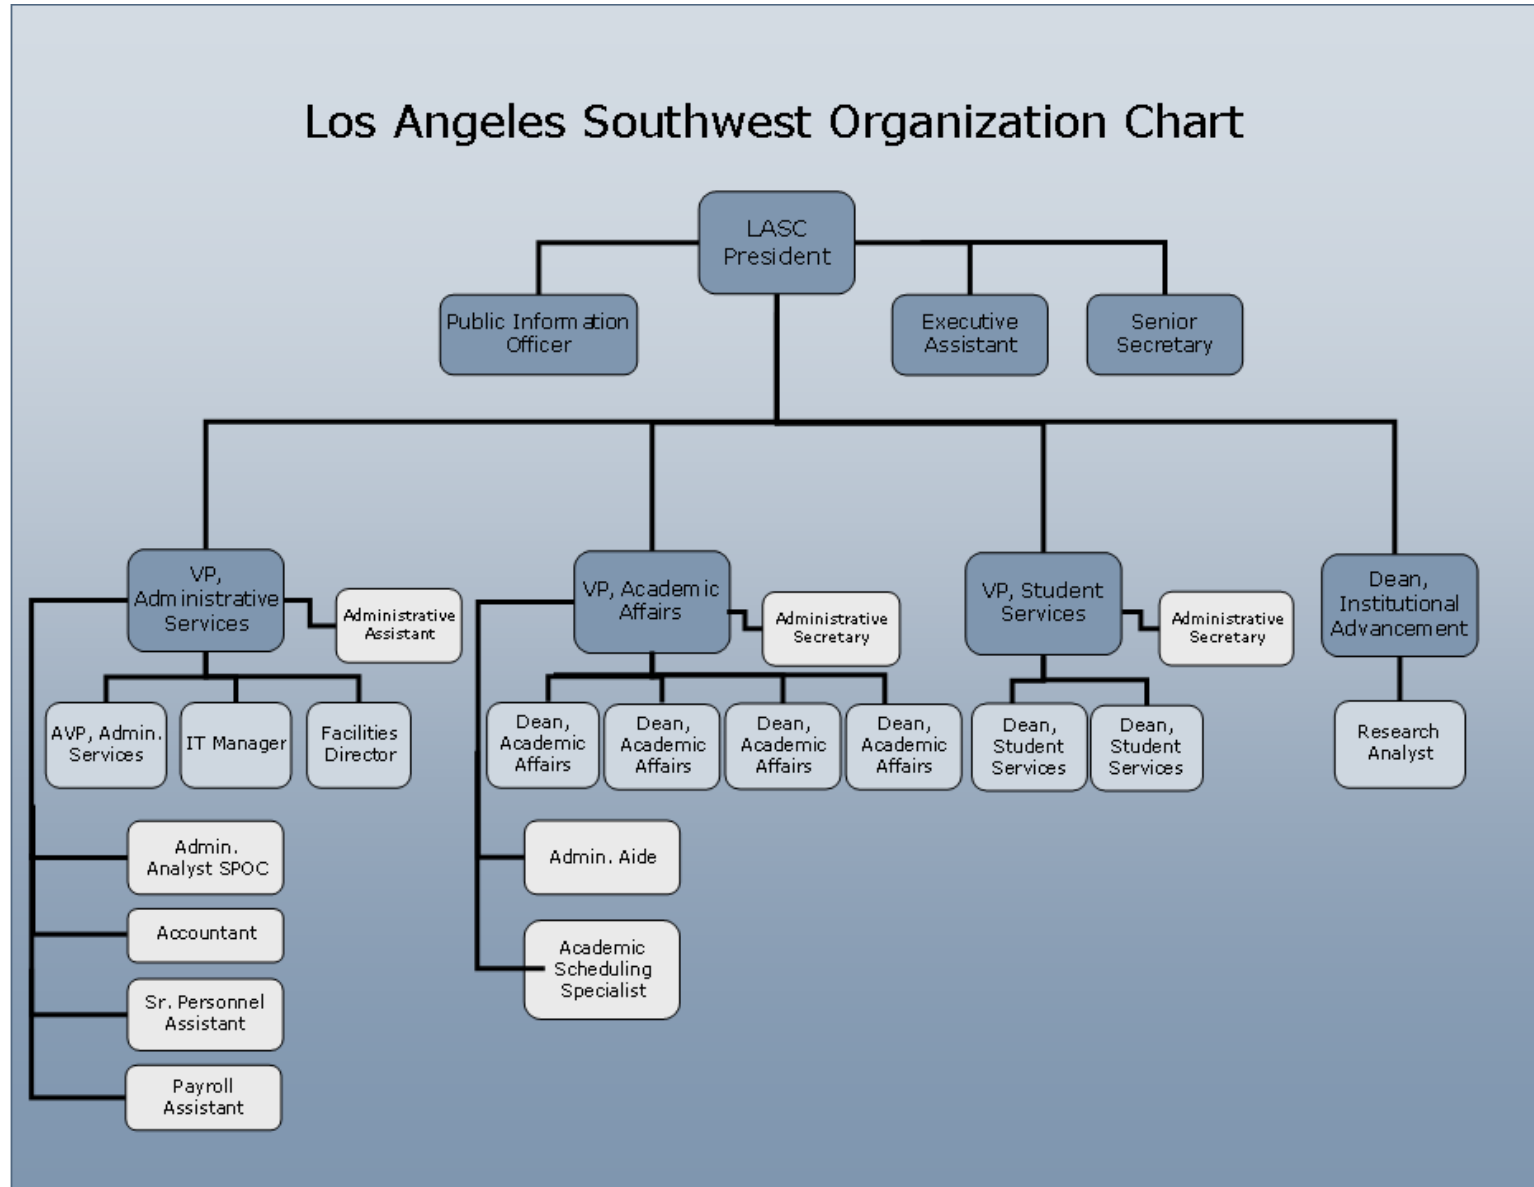 Los Angeles Southwest Organization Chart
LASC
President
Public Information
Officer
Executive
Assistant
Senior
Secretary
VP,
Administrative
Services
Administrative
Assistant
VP, Academic
Affairs
Administrative
Secretary
VP, Student
Services
Administrative
Secretary
Dean,
Institutional
Advancement
AVP, Admin.
Services
IT Manager
Facilities
Director
Dean,
Academic
Affairs
Dean,
Academic
Affairs
Dean,
Academic
Affairs
Dean,
Academic
Affairs
Dean,
Student
Services
Dean,
Student
Services
Research
Analyst
Admin.
Analyst SPOC
Accountant
Sr. Personnel
Assistant
Payroll
Assistant
Admin. Aide
Academic
Scheduling
Specialist